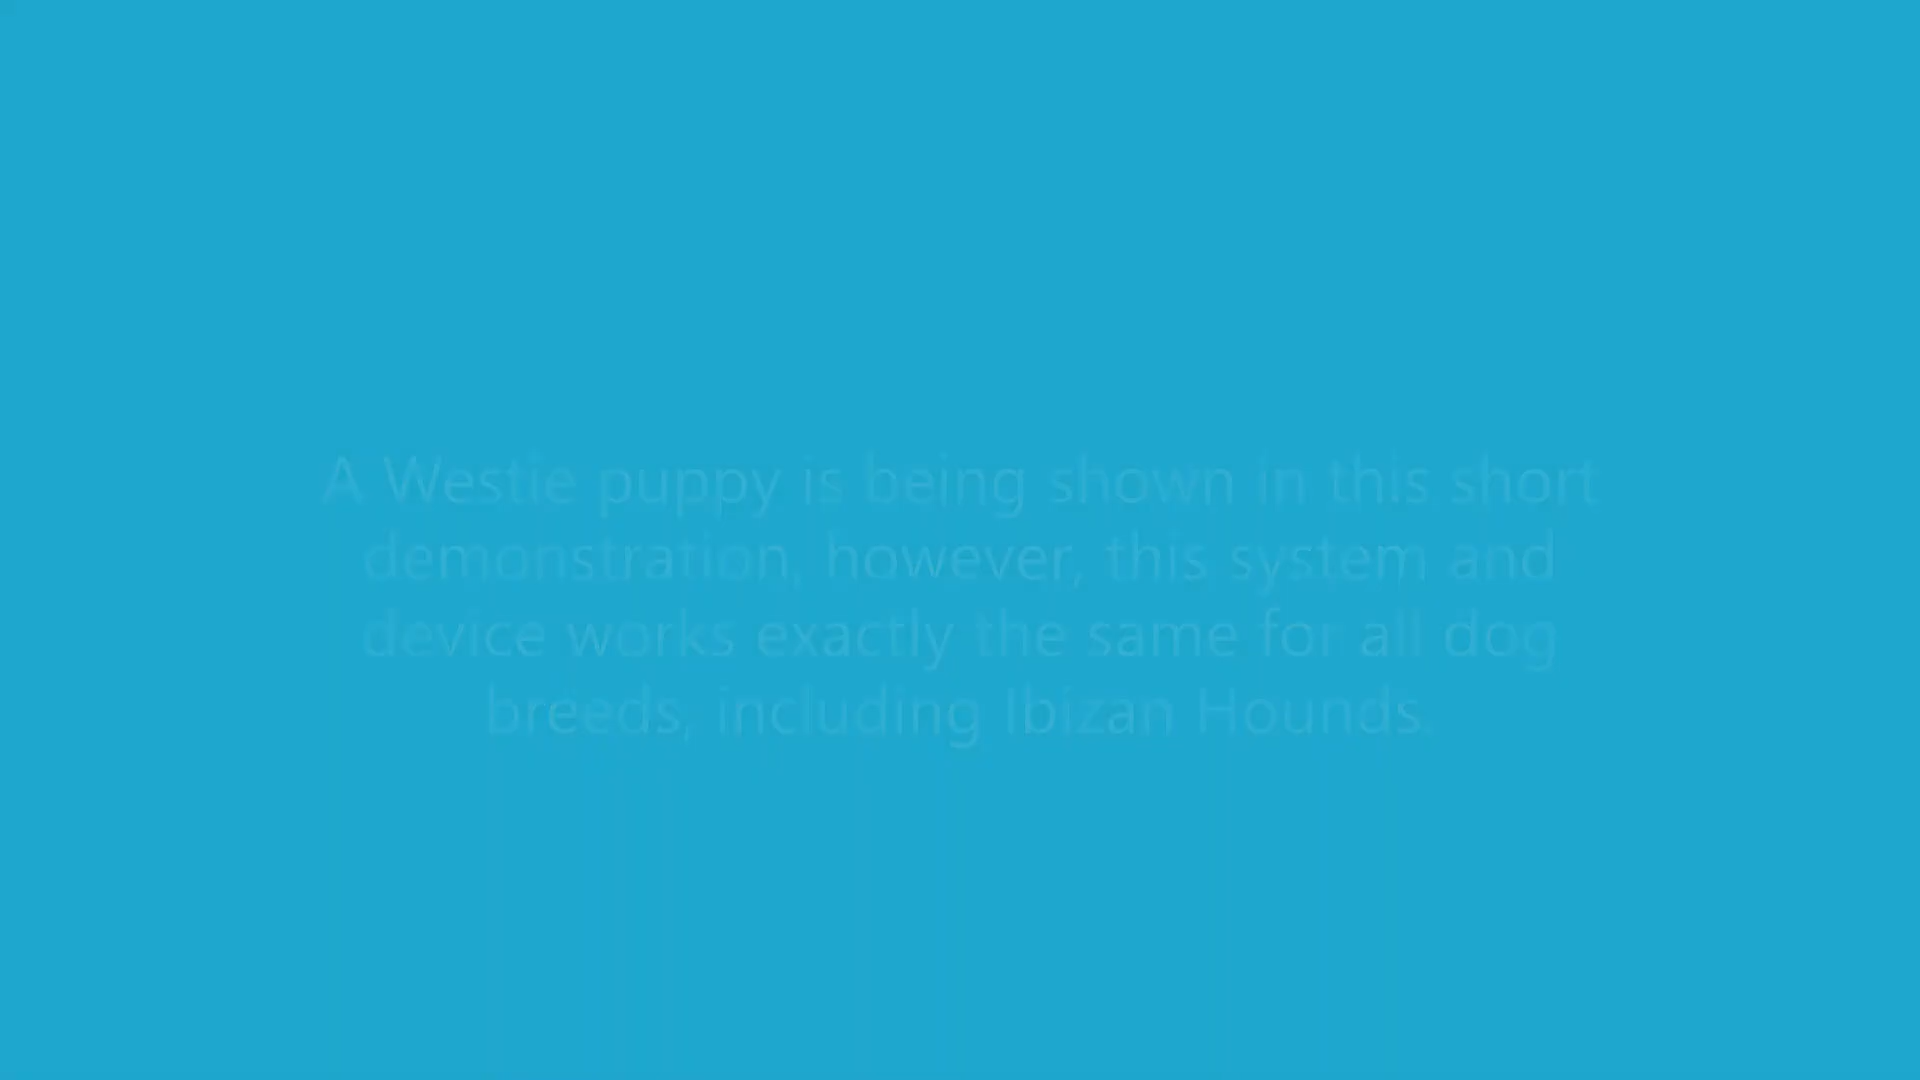 A Westie puppy is being shown in this short
demonstration, however, this system and
device works exactly the same for all dog
breeds, including Ibizan Hounds.